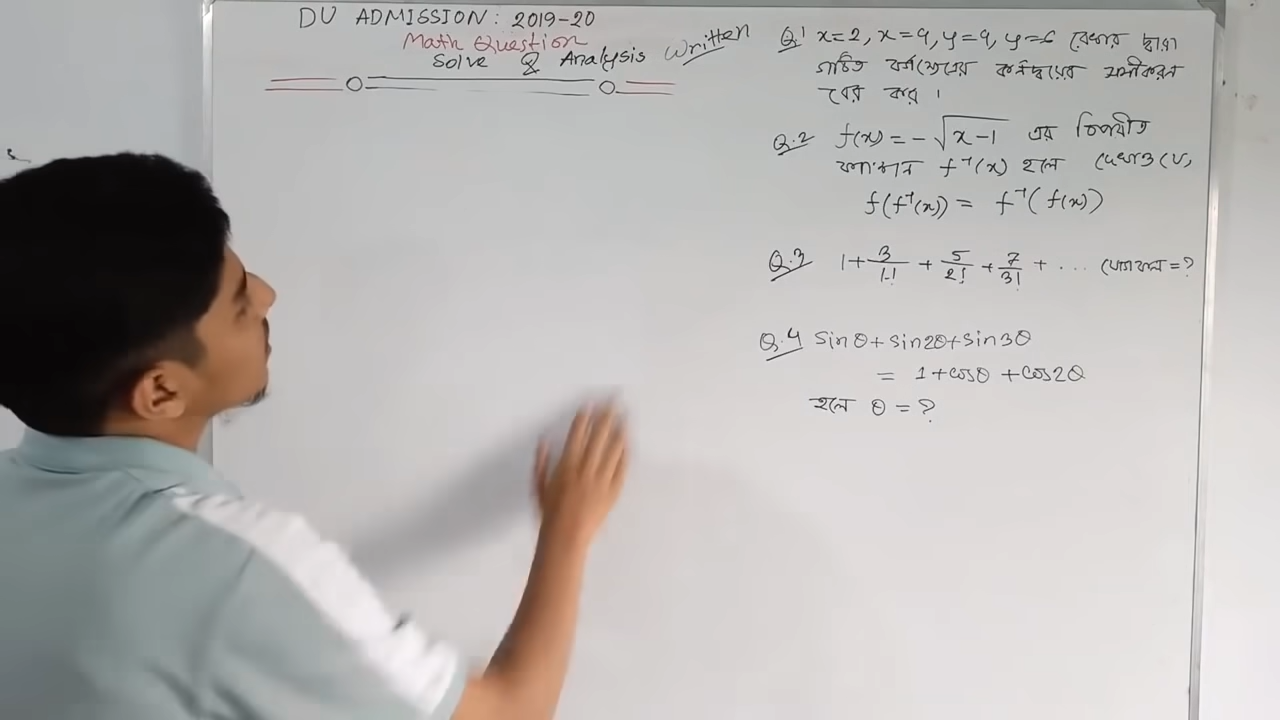 DU ADMISSION: 2019-20
Math Question
Solve & Analysis Written
Q.1 x=2, x=9, y=9, y=6 রেখার দ্বারা
গঠিত বর্গক্ষেত্রের কর্ণদ্বয়ের সমীকরণ
বের কর।
Q.2 f(x) = -√(x-1) এর বিপরীত
ফাংশন f⁻¹(x) হলে দেখাও যে,
f(f⁻¹(x)) = f⁻¹(f(x))
Q.3 1 + 3/1! + 5/2! + 7/3! + ... যোগফল = ?
Q.4 sinθ + sin2θ + sin3θ
= 1 + cosθ + cos2θ
হলে θ = ?